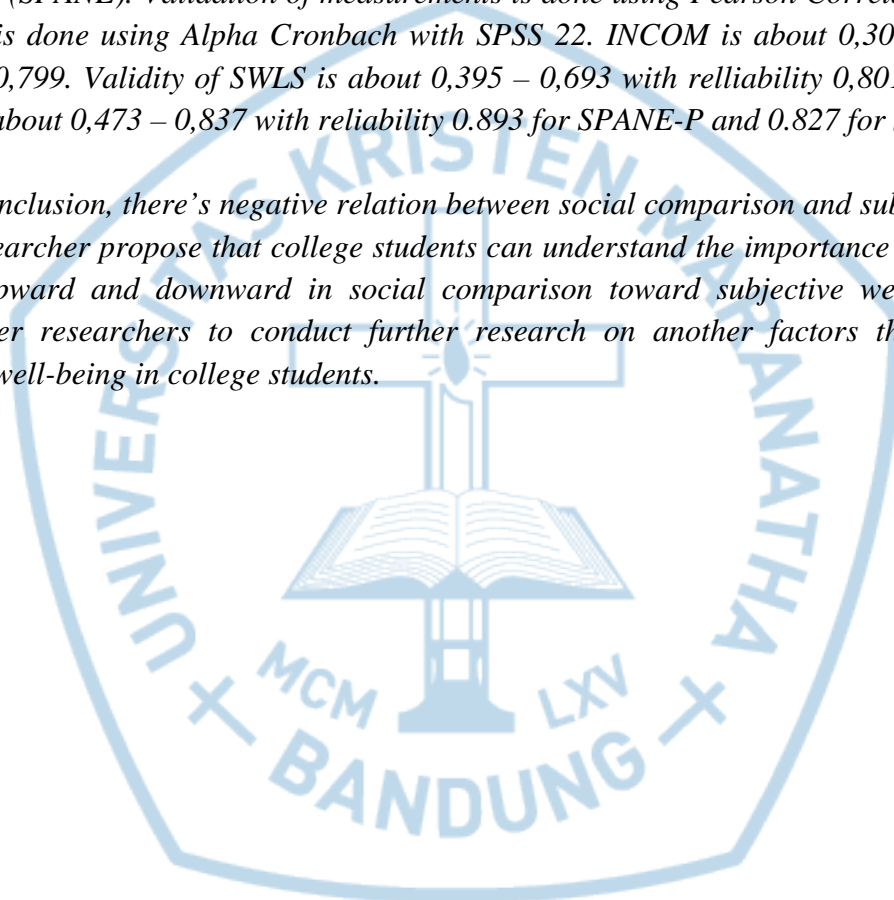 (SPANE). Validation of measurements is done using Pearson Correla
is done using Alpha Cronbach with SPSS 22. INCOM is about 0,30
0,799. Validity of SWLS is about 0,395 – 0,693 with relliability 0,801
about 0,473 – 0,837 with reliability 0.893 for SPANE-P and 0.827 for
nclusion, there's negative relation between social comparison and sub
earcher propose that college students can understand the importance
pward and downward in social comparison toward subjective we
er researchers to conduct further research on another factors th
well-being in college students.
UNIVERSITAS KRISTEN MARANATHA
MCM LXV
BANDUNG